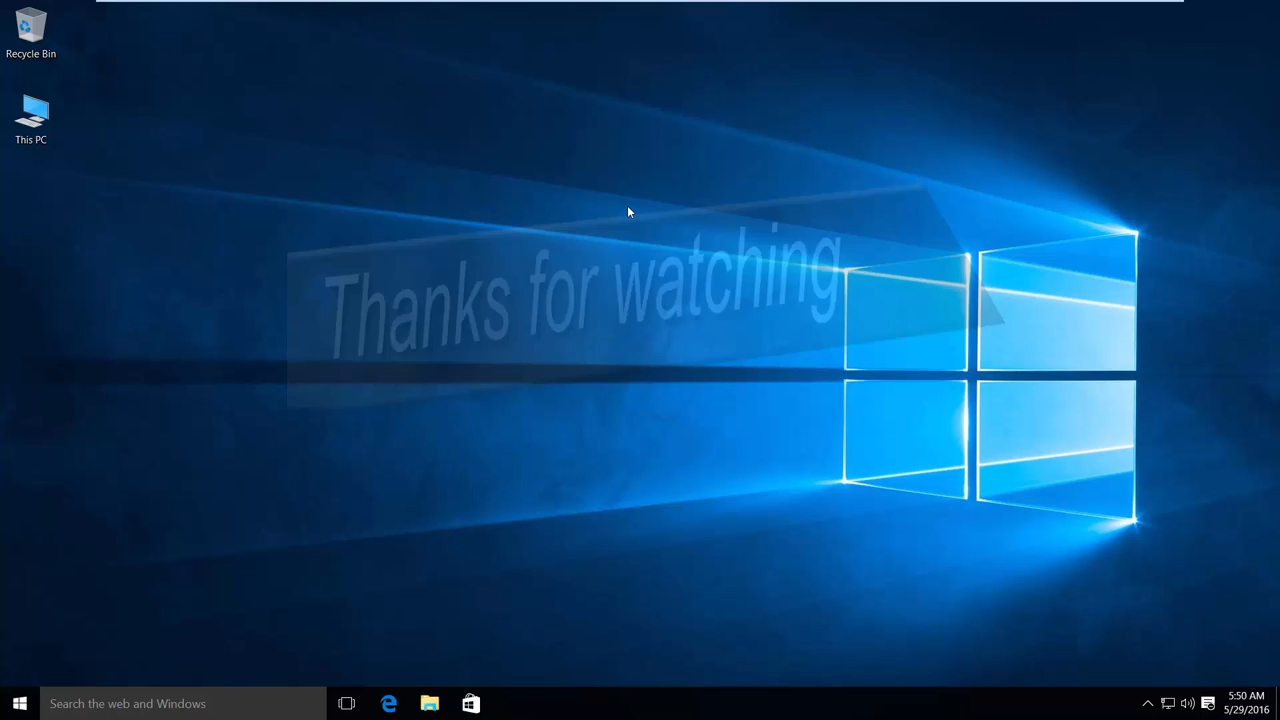 Recycle Bin
This PC
Thanks for watching
Search the web and Windows
5:50 AM
5/29/2016